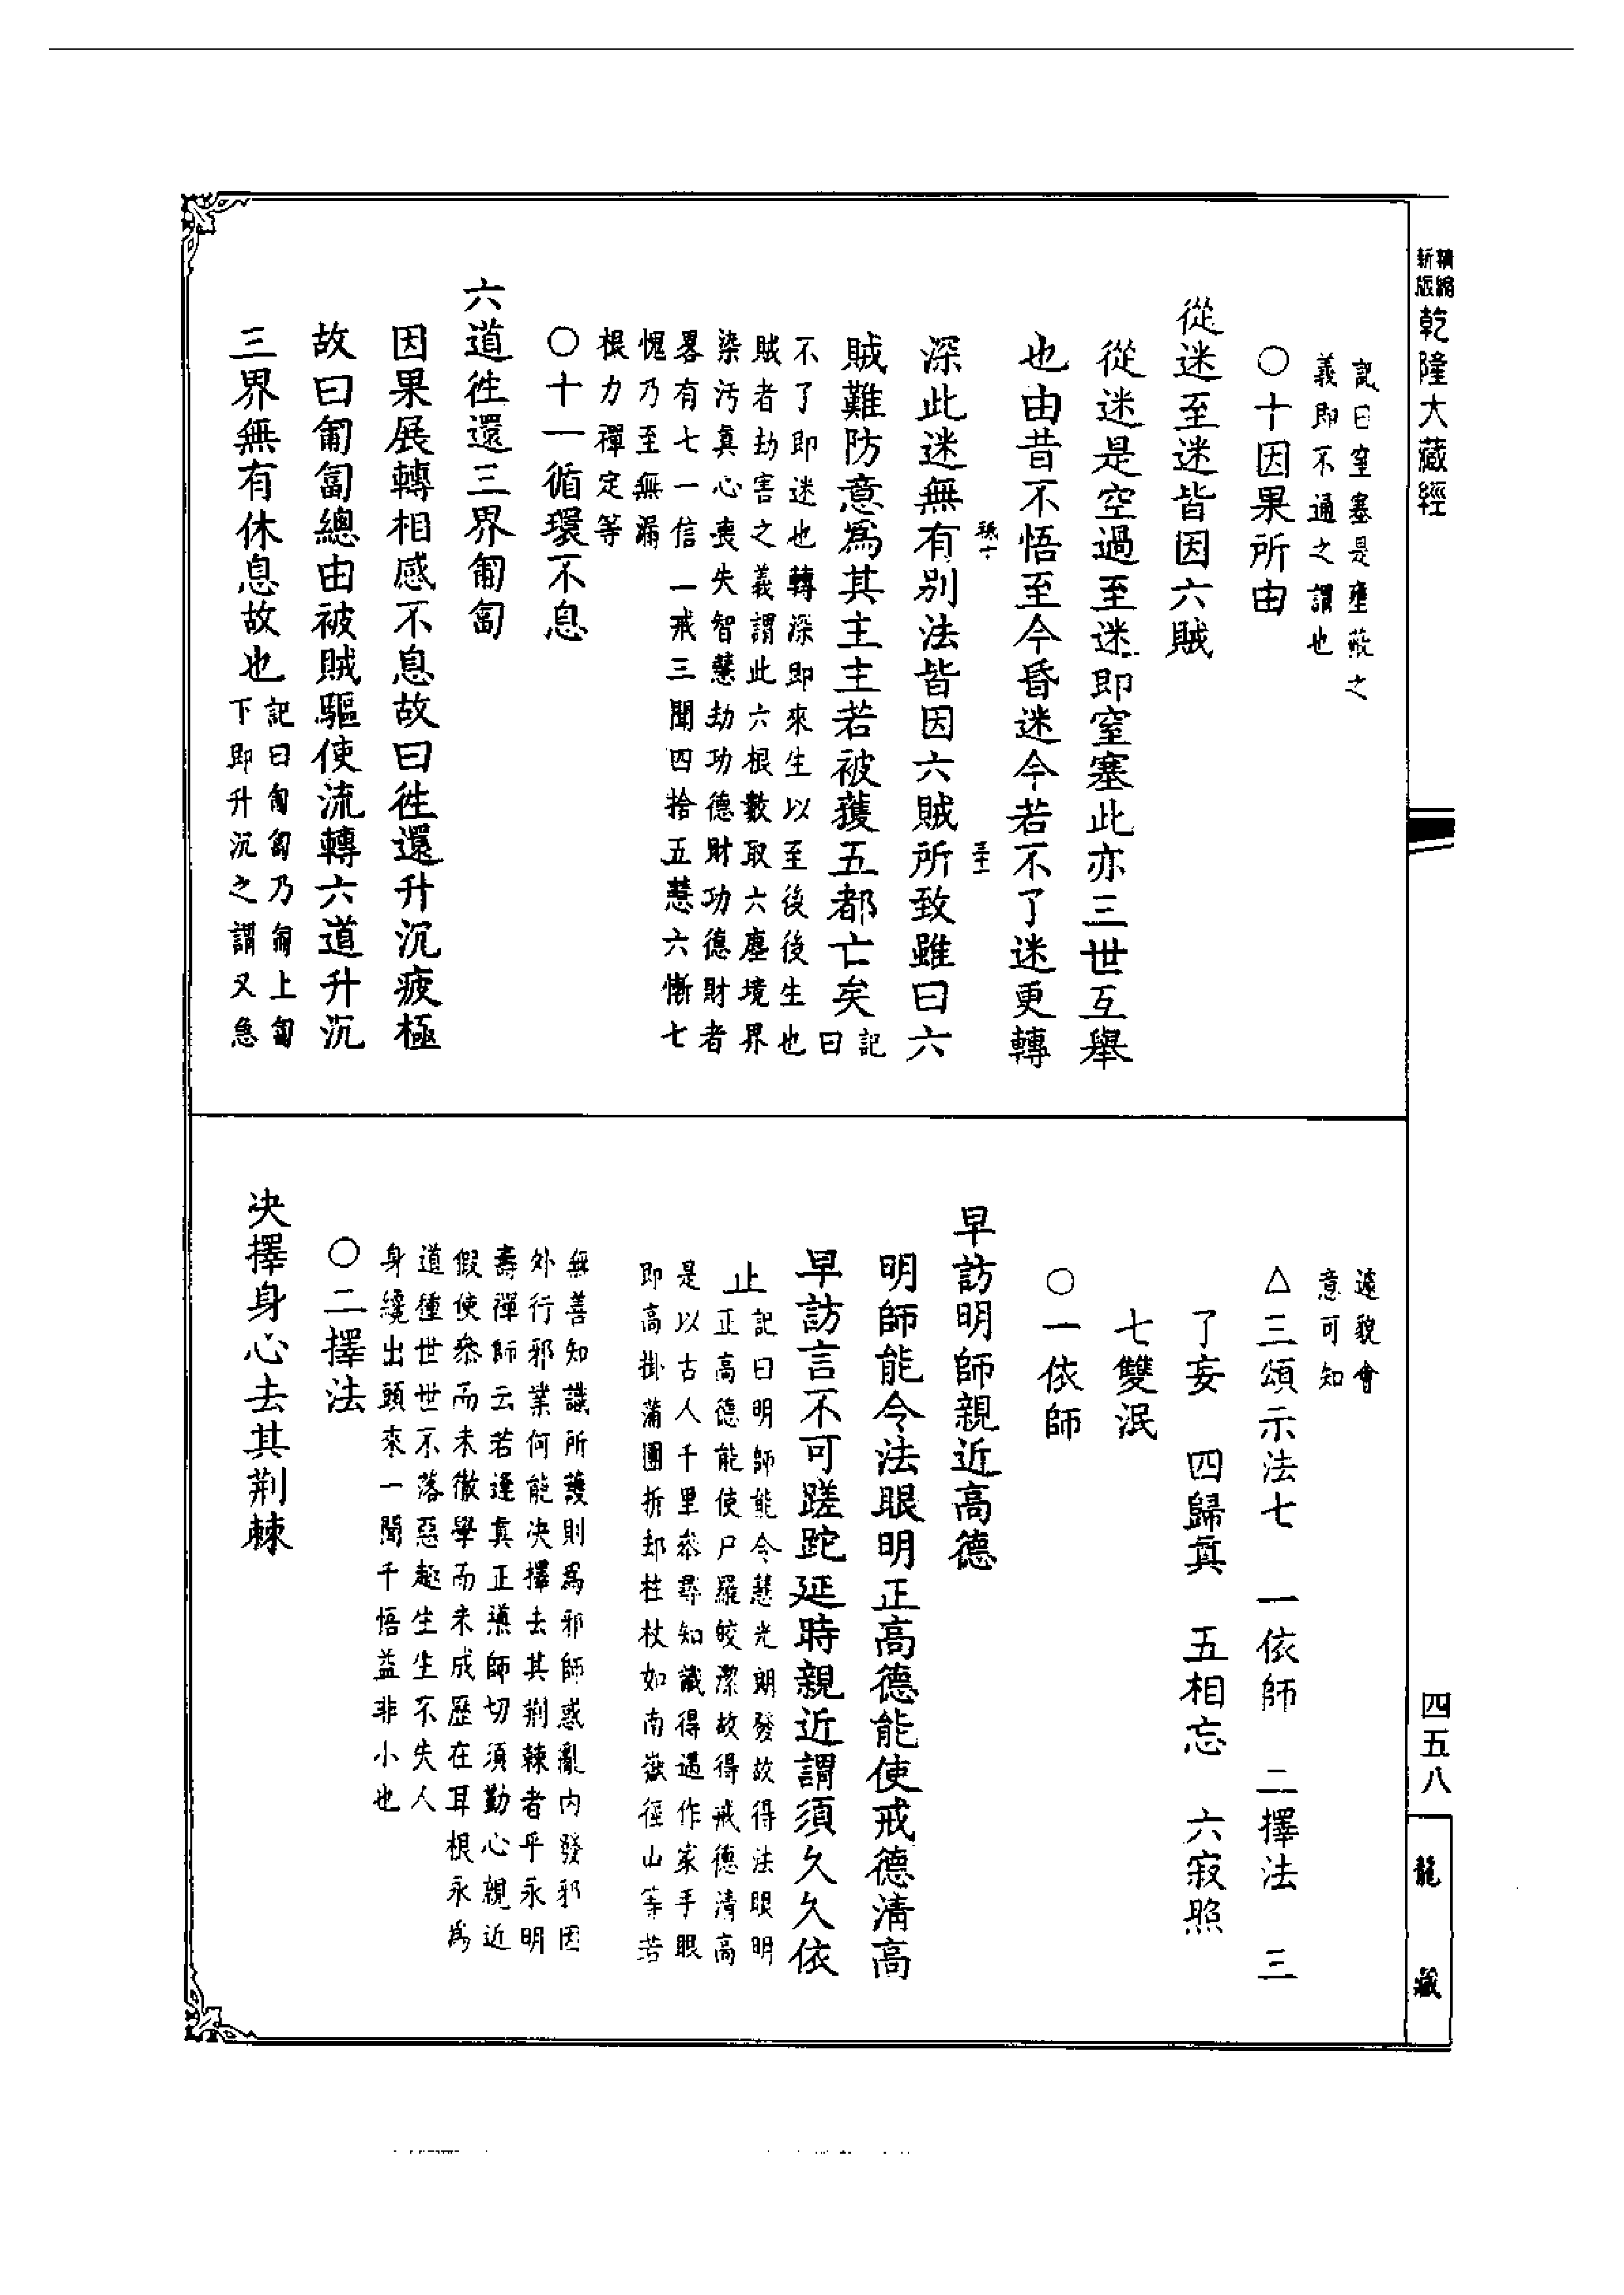 精縮新版乾隆大藏經
記曰窒塞是壅蔽之
義即不通之謂也
○十因果所由
從迷至迷皆因六賊
從迷是空過至迷即窒塞此亦三世互舉
也由昔不悟至今昏迷今若不了迷更轉
深此迷無有別法皆因六賊所致雖曰六
賊難防意爲其主主若被䕶五都亡矣記
曰
不了即迷也轉深即來生以至後後生也
賊者劫害之義謂此六根數取六塵境界
染汚眞心喪失智慧劫功德財功德財者
畧有七一信二戒三聞四捨五慧六慚七
愧乃至無漏
根力禪定等
○十一循環不息
六道徃還三界匍匐
因果展轉相感不息故曰徃還升沉疲極
故曰匍匐總由被賊驅使流轉六道升沉
三界無有休息故也
記曰匍匐乃匍上匐
下即升沉之謂又急
遽貌會
意可知
△三頌示法七 一依師 二擇法 三
了妄 四歸眞 五相忘 六寂照
七雙泯
○一依師
早訪明師親近高德
明師能令法眼明正高德能使戒德清高
早訪言不可蹉跎延時親近謂須久久依
止
記曰明師能令慧光朗發故得法眼明
正高德能使尸羅皎潔故得戒德清高
是以古人千里叅尋知識得遇作家手眼
即高掛蒲團折却柱杖如南嶽徑山等若
無善知識所䕶則爲邪師惑亂内發邪因
外行邪業何能決擇去其荆棘者乎永明
壽禪師云若逢眞正導師切須勤心親近
假使叅而未徹學而未成歷在耳根永爲
道種世世不落惡趣生生不失人
身纔出頭來一聞千悟益非小也
○二擇法
決擇身心去其荆棘
四五八
龍藏